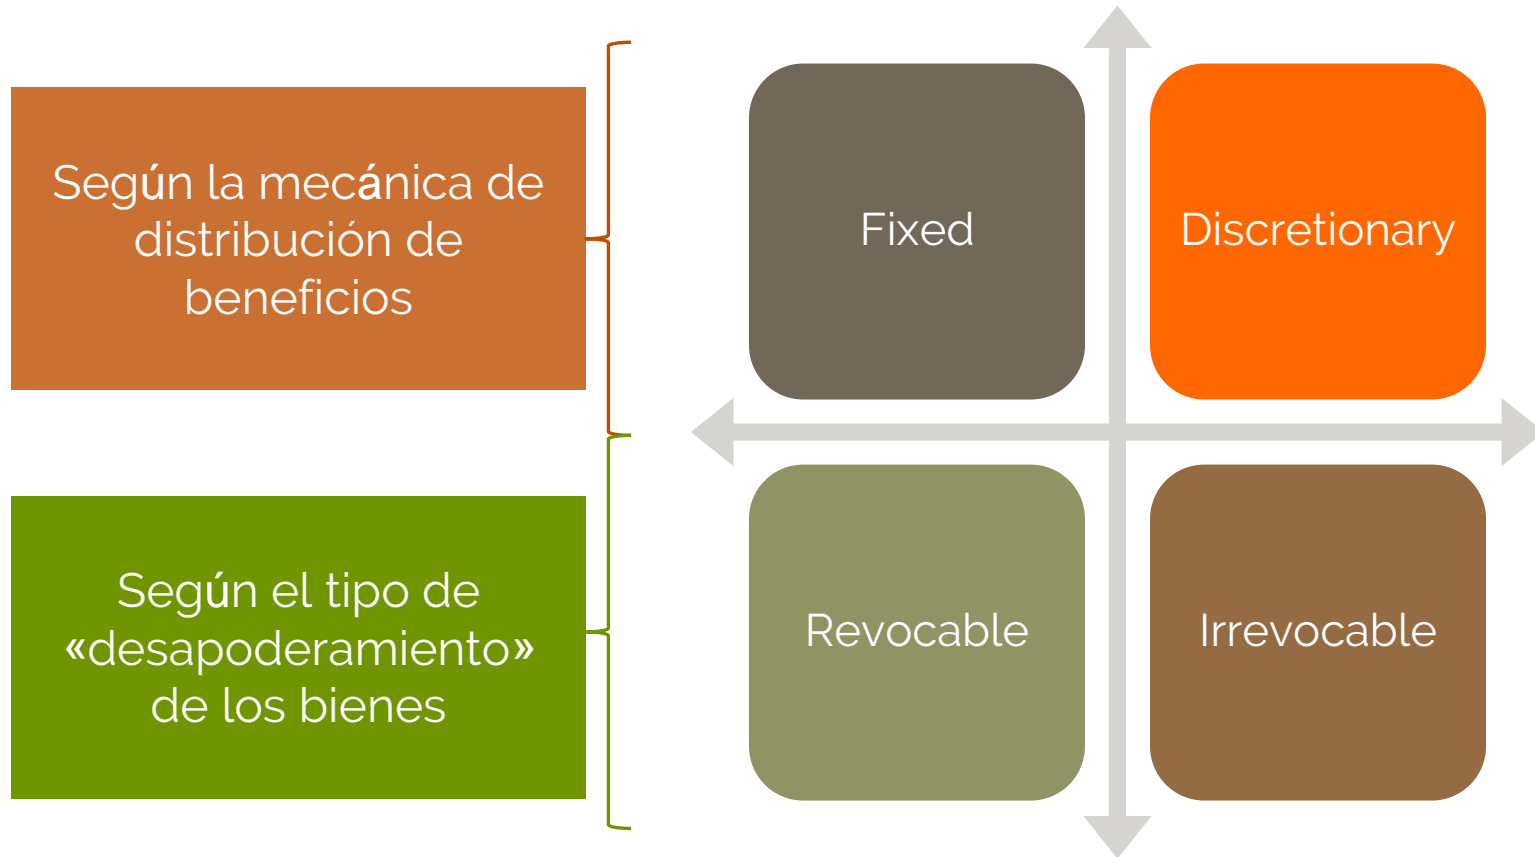 Según la mecánica de
distribución de
beneficios
Fixed
Discretionary
Según el tipo de
«desapoderamiento»
de los bienes
Revocable
Irrevocable